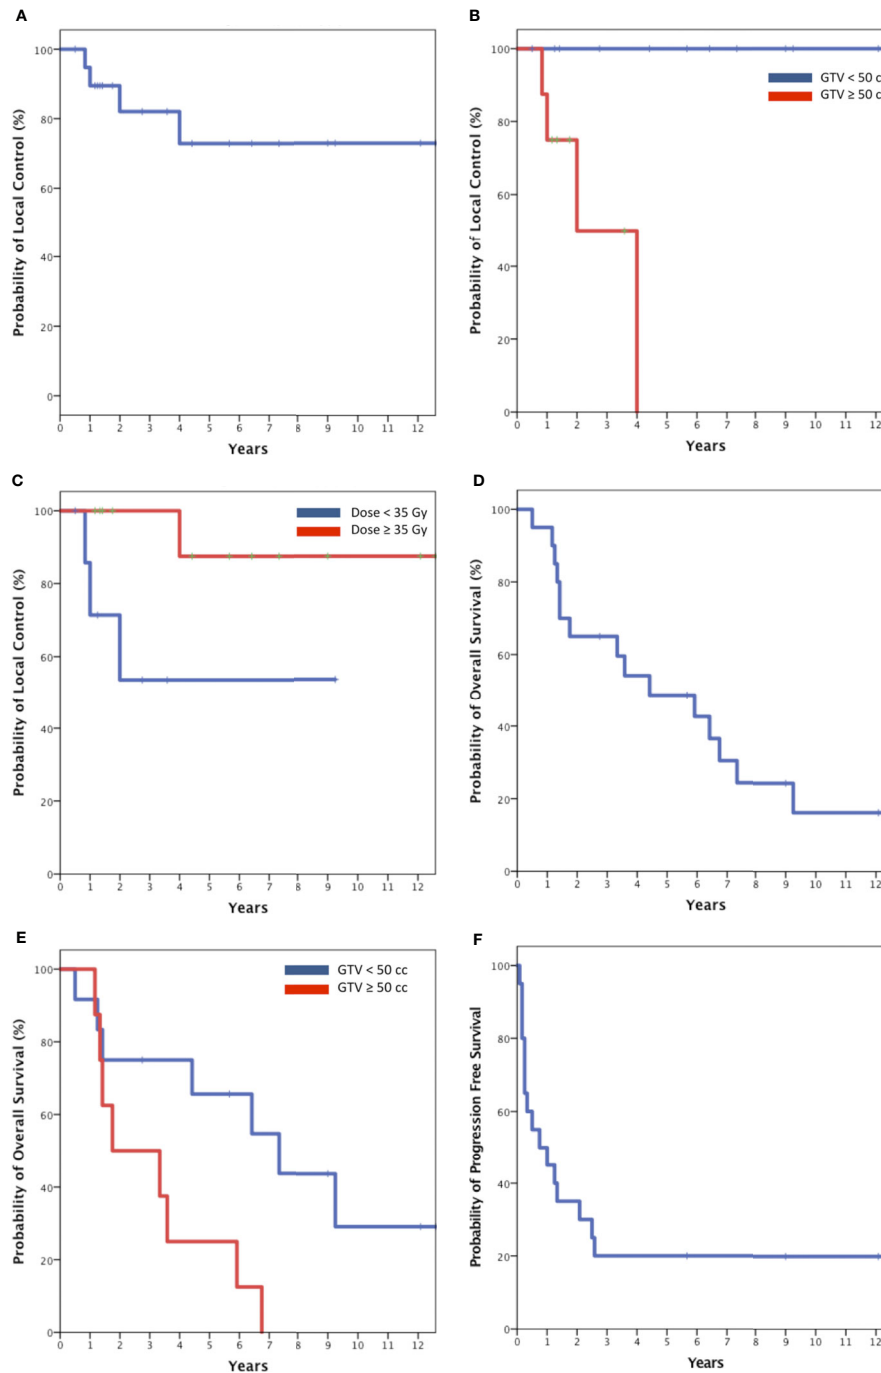 A
Probability of Local Control (%)
100
80
60
40
20
0
0 1 2 3 4 5 6 7 8 9 10 11 12
Years
B
Probability of Local Control (%)
100
80
60
40
20
0
GTV < 50 c
GTV ≥ 50 c
0 1 2 3 4 5 6 7 8 9 10 11 12
Years
C
Probability of Local Control (%)
100
80
60
40
20
0
Dose < 35 Gy
Dose ≥ 35 Gy
0 1 2 3 4 5 6 7 8 9 10 11 12
Years
D
Probability of Overall Survival (%)
100
80
60
40
20
0
0 1 2 3 4 5 6 7 8 9 10 11 12
Years
E
Probability of Overall Survival (%)
100
80
60
40
20
0
GTV < 50 cc
GTV ≥ 50 cc
0 1 2 3 4 5 6 7 8 9 10 11 12
Years
F
Probability of Progression Free Survival
100
80
60
40
20
0
0 1 2 3 4 5 6 7 8 9 10 11 12
Years